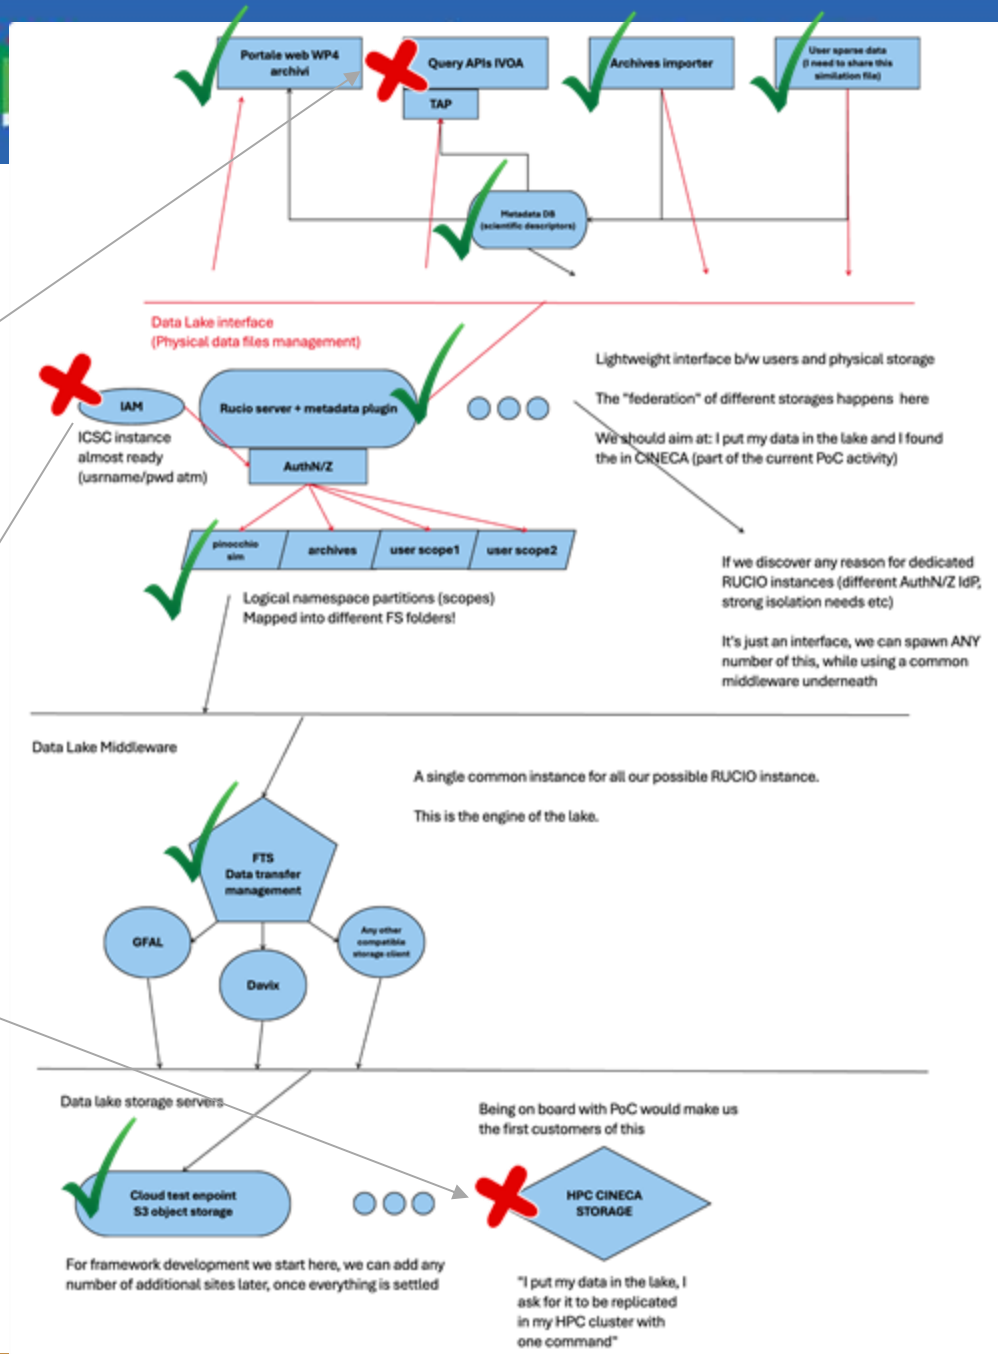 Portale web WP4
archivi
Query APIs IVOA
TAP
Archives importer
User sparse data
(I need to share this
similation file)
Metadata DB
(scientific descriptors)
Data Lake interface
(Physical data files management)
IAM
ICSC instance
almost ready
(usrname/pwd atm)
Rucio server + metadata plugin
AuthN/Z
Lightweight interface b/w users and physical storage
The "federation" of different storages happens here
We should aim at: I put my data in the lake and I found
the in CINECA (part of the current PoC activity)
pinocchio
sim
archives
user scope1
user scope2
Logical namespace partitions (scopes)
Mapped into different FS folders!
If we discover any reason for dedicated
RUCIO instances (different AuthN/Z IdP,
strong isolation needs etc)
It's just an interface, we can spawn ANY
number of this, while using a common
middleware underneath
Data Lake Middleware
A single common instance for all our possible RUCIO instance.
This is the engine of the lake.
FTS
Data transfer
management
GFAL
Davix
Any other
compatible
storage client
Data lake storage servers
Being on board with PoC would make us
the first customers of this
Cloud test enpoint
S3 object storage
HPC CINECA
STORAGE
For framework development we start here, we can add any
number of additional sites later, once everything is settled
"I put my data in the lake, I
ask for it to be replicated
in my HPC cluster with
one command"